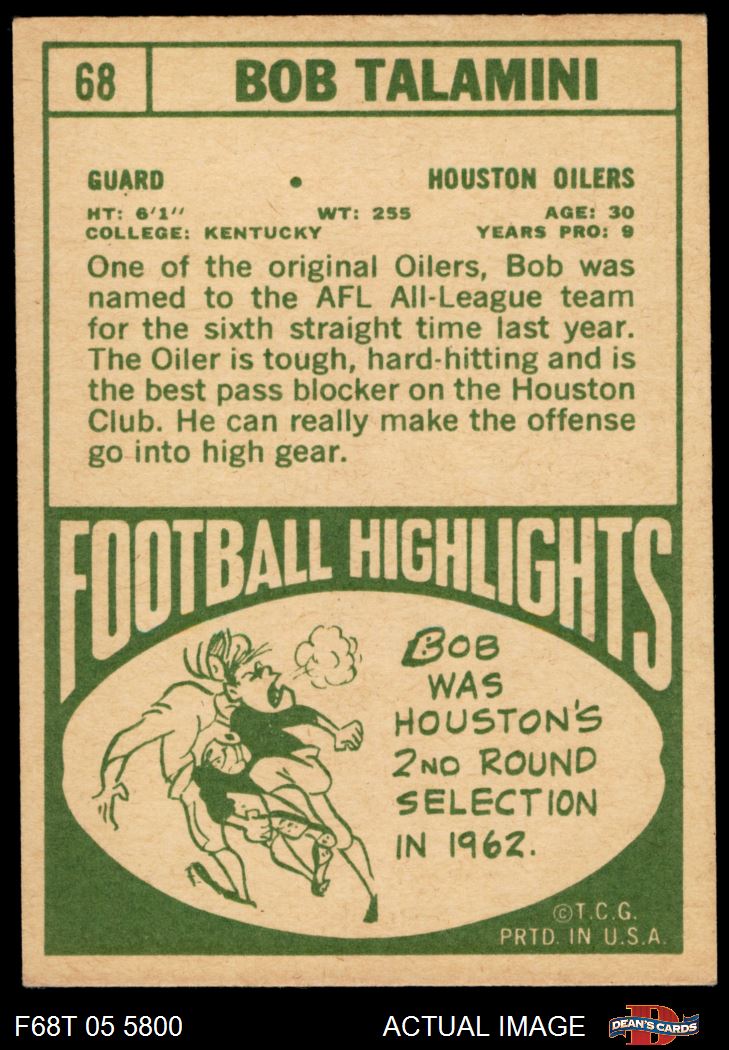 68 BOB TALAMINI
GUARD • HOUSTON OILERS
HT: 6'1" WT: 255 AGE: 30
COLLEGE: KENTUCKY YEARS PRO: 9
One of the original Oilers, Bob was
named to the AFL All-League team
for the sixth straight time last year.
The Oiler is tough, hard-hitting and is
the best pass blocker on the Houston
Club. He can really make the offense
go into high gear.
FOOTBALL HIGHLIGHTS
BOB
WAS
HOUSTON'S
2ND ROUND
SELECTION
IN 1962.
©T.C.G.
PRTD. IN U.S.A.
F68T 05 5800 ACTUAL IMAGE D DEAN'S CARDS